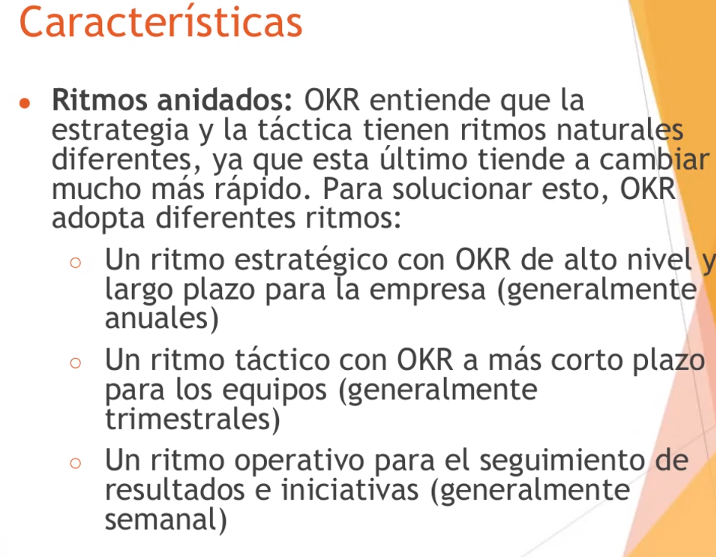 Características
• Ritmos anidados: OKR entiende que la
estrategia y la táctica tienen ritmos naturales
diferentes, ya que esta último tiende a cambiar
mucho más rápido. Para solucionar esto, OKR
adopta diferentes ritmos:
○ Un ritmo estratégico con OKR de alto nivel y
largo plazo para la empresa (generalmente
anuales)
○ Un ritmo táctico con OKR a más corto plazo
para los equipos (generalmente
trimestrales)
○ Un ritmo operativo para el seguimiento de
resultados e iniciativas (generalmente
semanal)